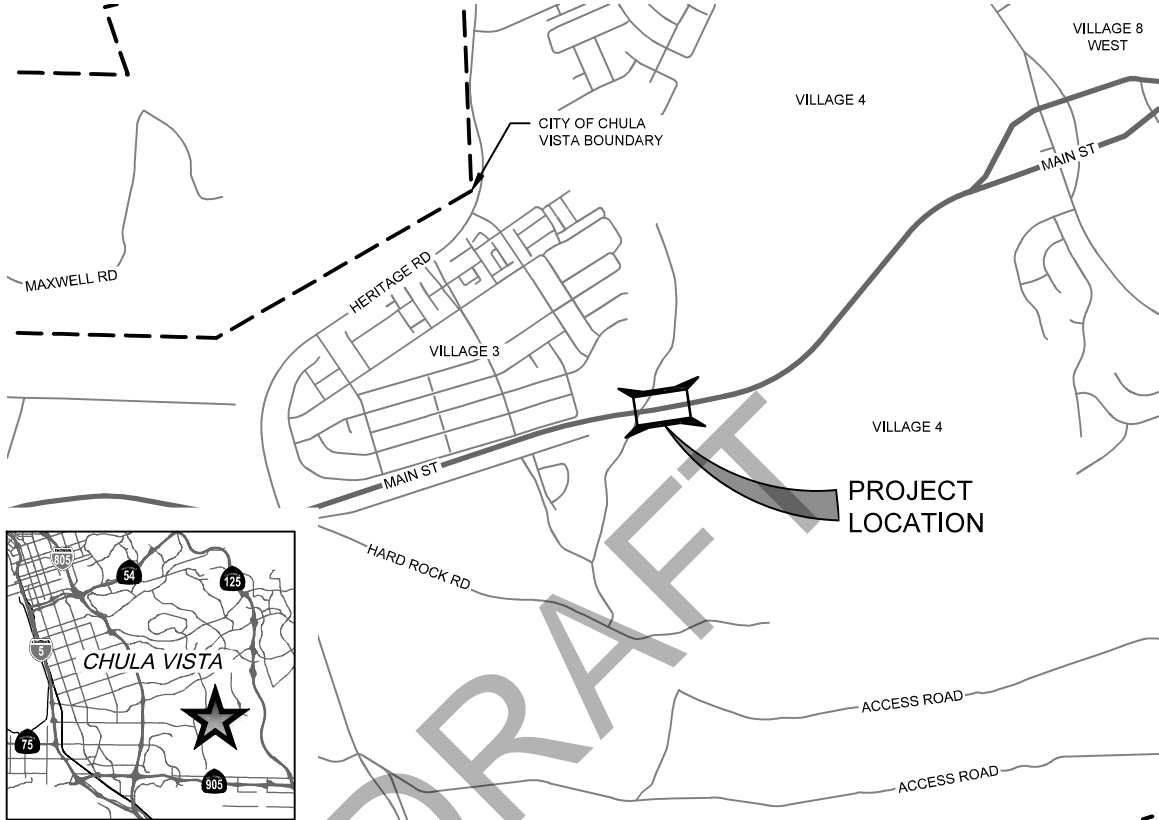 VILLAGE 8
WEST
VILLAGE 4
CITY OF CHULA
VISTA BOUNDARY
MAIN ST
MAXWELL RD
HERITAGE RD
VILLAGE 3
VILLAGE 4
MAIN ST
PROJECT
LOCATION
HARD ROCK RD
805
54
125
5
CHULA VISTA
75
905
ACCESS ROAD
ACCESS ROAD
DRAFT